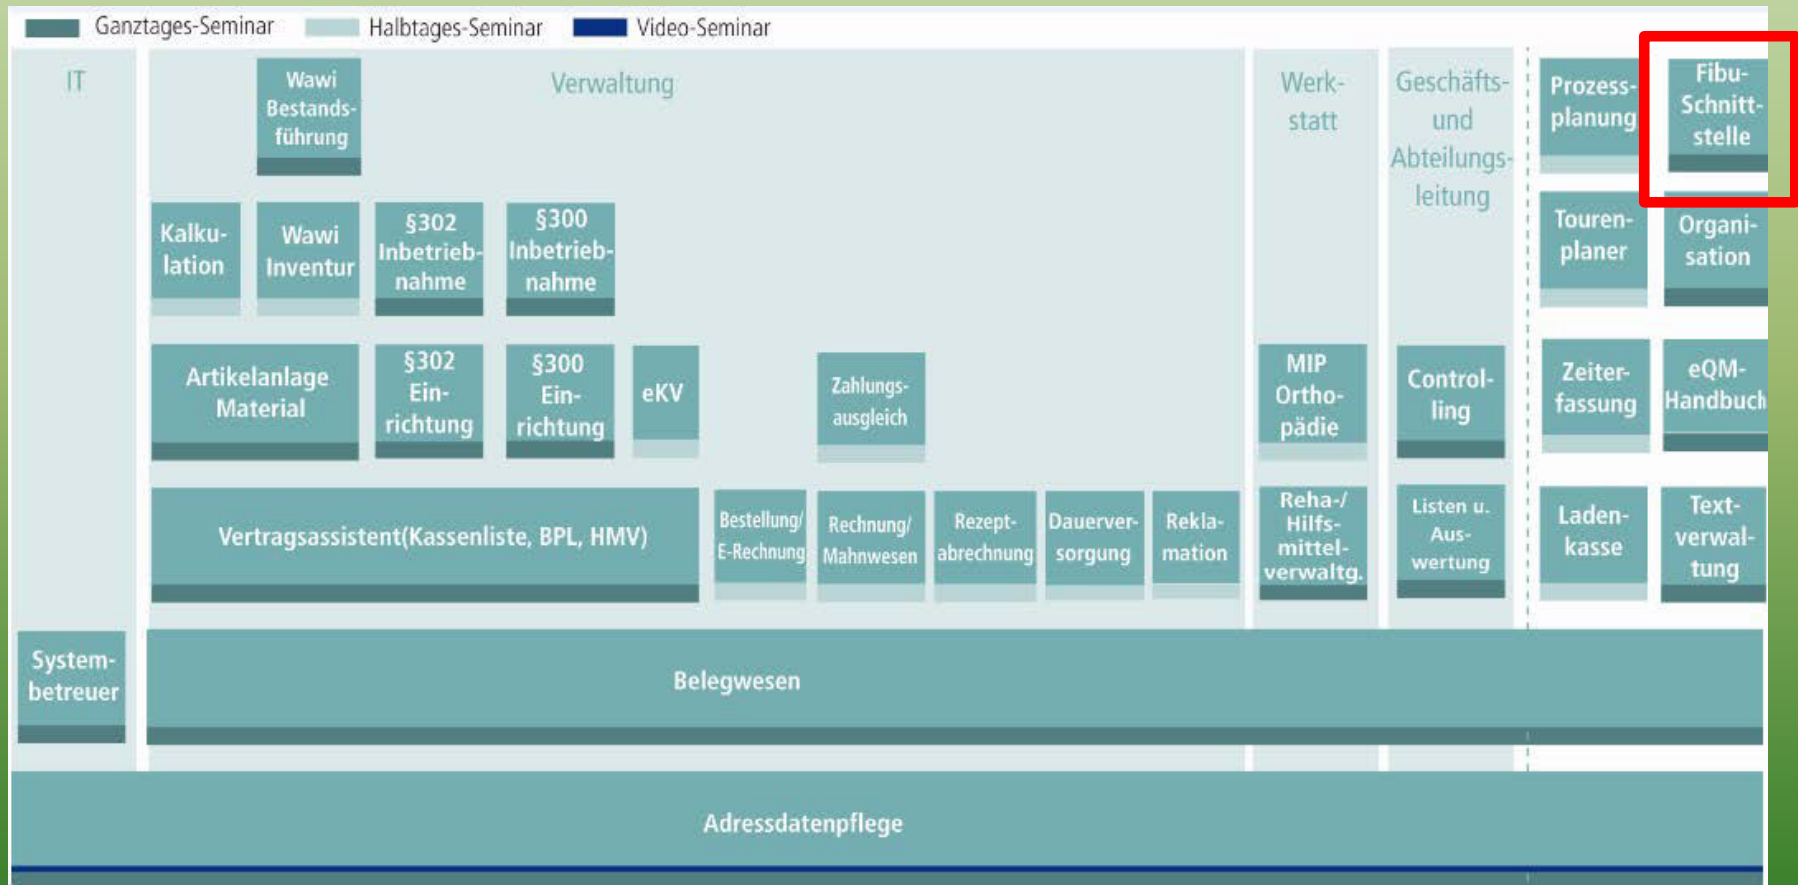 Ganztages-Seminar
Halbtages-Seminar
Video-Seminar
IT
Wawi
Bestands-
führung
Verwaltung
Werk-
statt
Geschäfts-
und
Abteilungs-
leitung
Prozess-
planung
Fibu-
Schnitt-
stelle
Kalku-
lation
Wawi
Inventur
§302
Inbetrieb-
nahme
§300
Inbetrieb-
nahme
Touren-
planer
Organi-
sation
Artikelanlage
Material
§302
Ein-
richtung
§300
Ein-
richtung
eKV
Zahlungs-
ausgleich
MIP
Ortho-
pädie
Control-
ling
Zeiter-
fassung
eQM-
Handbuch
Vertragsassistent(Kassenliste, BPL, HMV)
Bestellung/
E-Rechnung
Rechnung/
Mahnwesen
Rezept-
abrechnung
Dauerver-
sorgung
Rekla-
mation
Reha-/
Hilfs-
mittel-
verwaltg.
Listen u.
Aus-
wertung
Laden-
kasse
Text-
verwal-
tung
System-
betreuer
Belegwesen
Adressdatenpflege